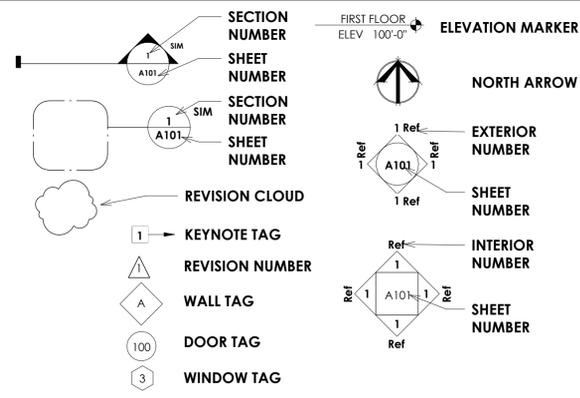 SECTION
NUMBER
SIM
1
A101
SHEET
NUMBER
SECTION
NUMBER
SIM
1
A101
SHEET
NUMBER
REVISION CLOUD
1 KEYNOTE TAG
1 REVISION NUMBER
A WALL TAG
100 DOOR TAG
3 WINDOW TAG
FIRST FLOOR
ELEV 100'-0"
ELEVATION MARKER
NORTH ARROW
1 Ref
EXTERIOR
NUMBER
1 Ref
A101
1 Ref
SHEET
NUMBER
1 Ref
Ref
INTERIOR
NUMBER
1
Ref
1
A101
1
Ref
SHEET
NUMBER
1
Ref